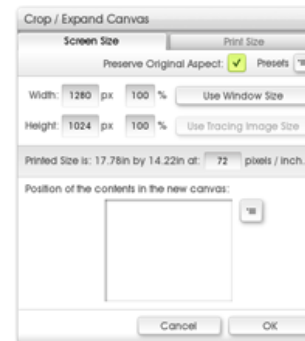 Crop / Expand Canvas
Screen Size Print Size
Preserve Original Aspect: Presets
Width: 1280 px 100 % Use Window Size
Height: 1024 px 100 % Use Tracing Image Size
Printed Size is: 17.78in by 14.22in at: 72 pixels / inch.
Position of the contents in the new canvas:
Cancel OK